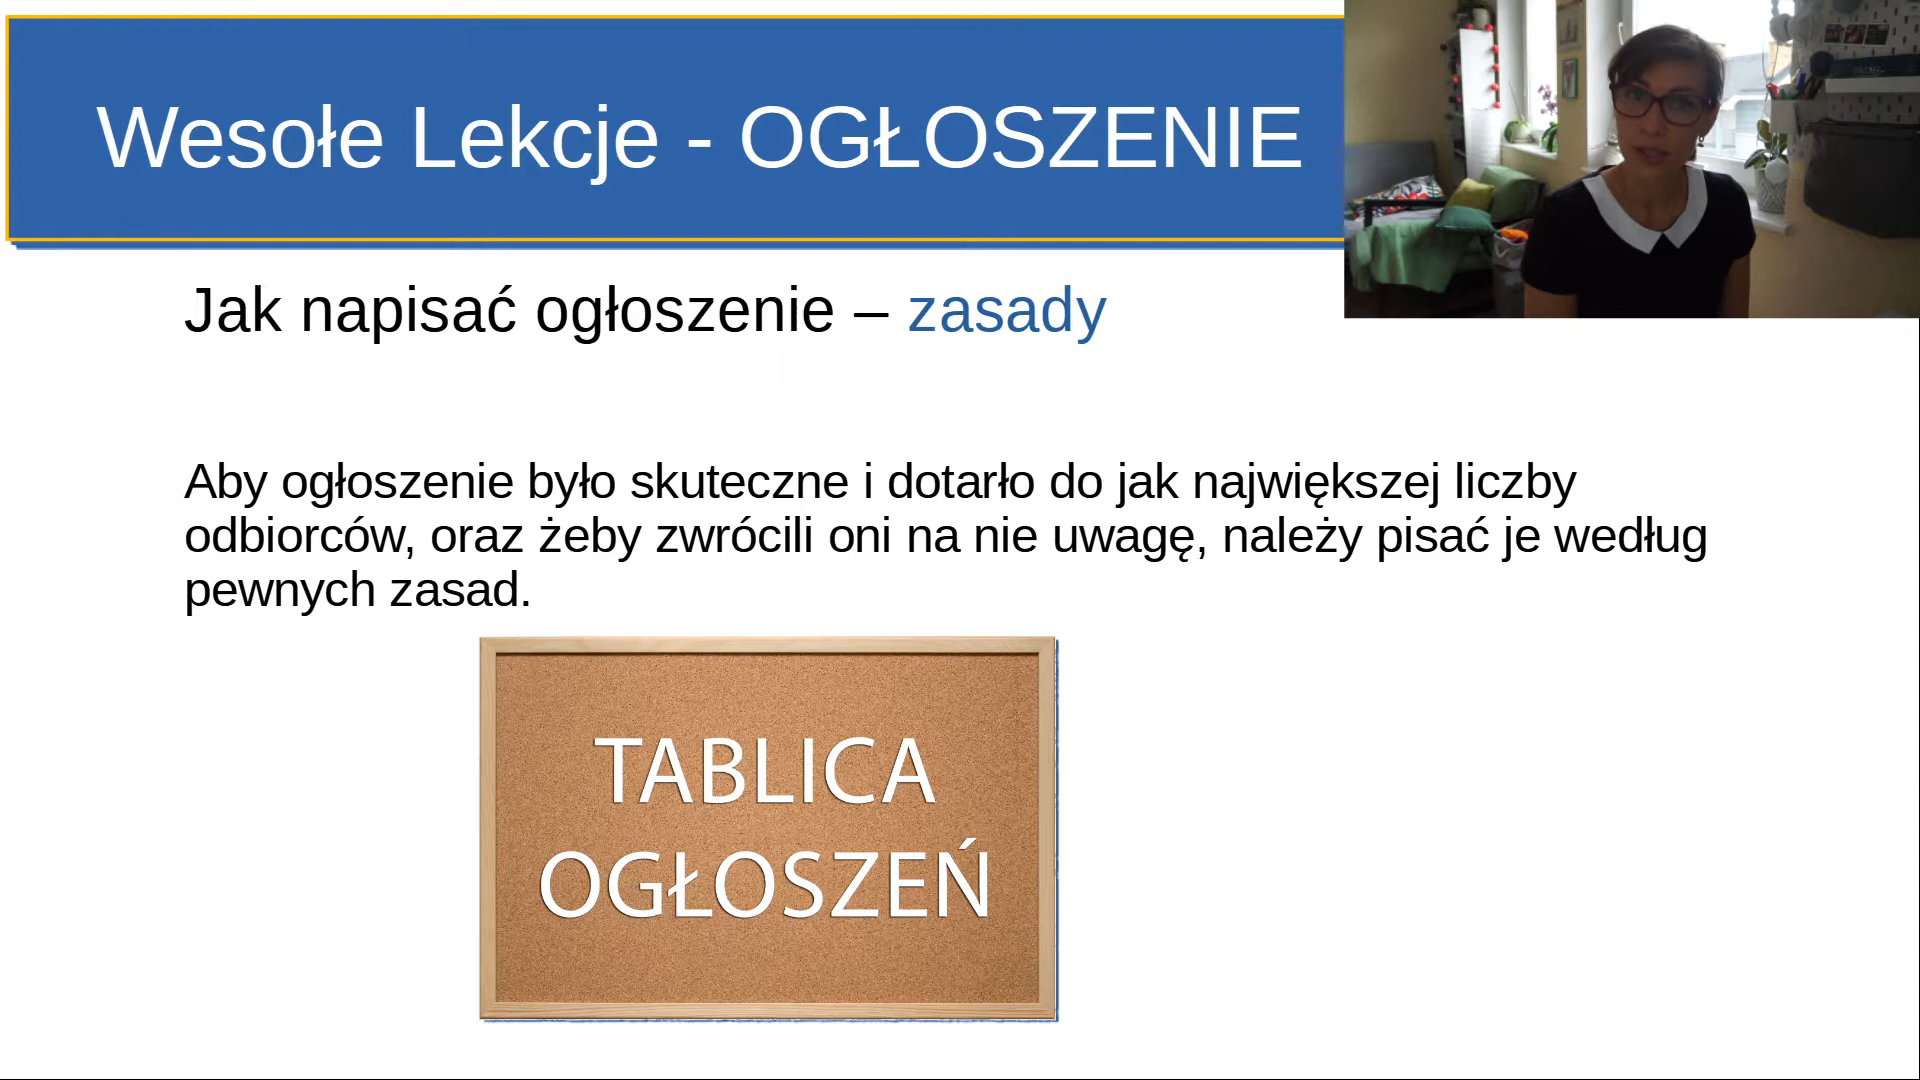 Wesołe Lekcje - OGŁOSZENIE
Jak napisać ogłoszenie – zasady
Aby ogłoszenie było skuteczne i dotarło do jak największej liczby
odbiorców, oraz żeby zwrócili oni na nie uwagę, należy pisać je według
pewnych zasad.
TABLICA
OGŁOSZEŃ